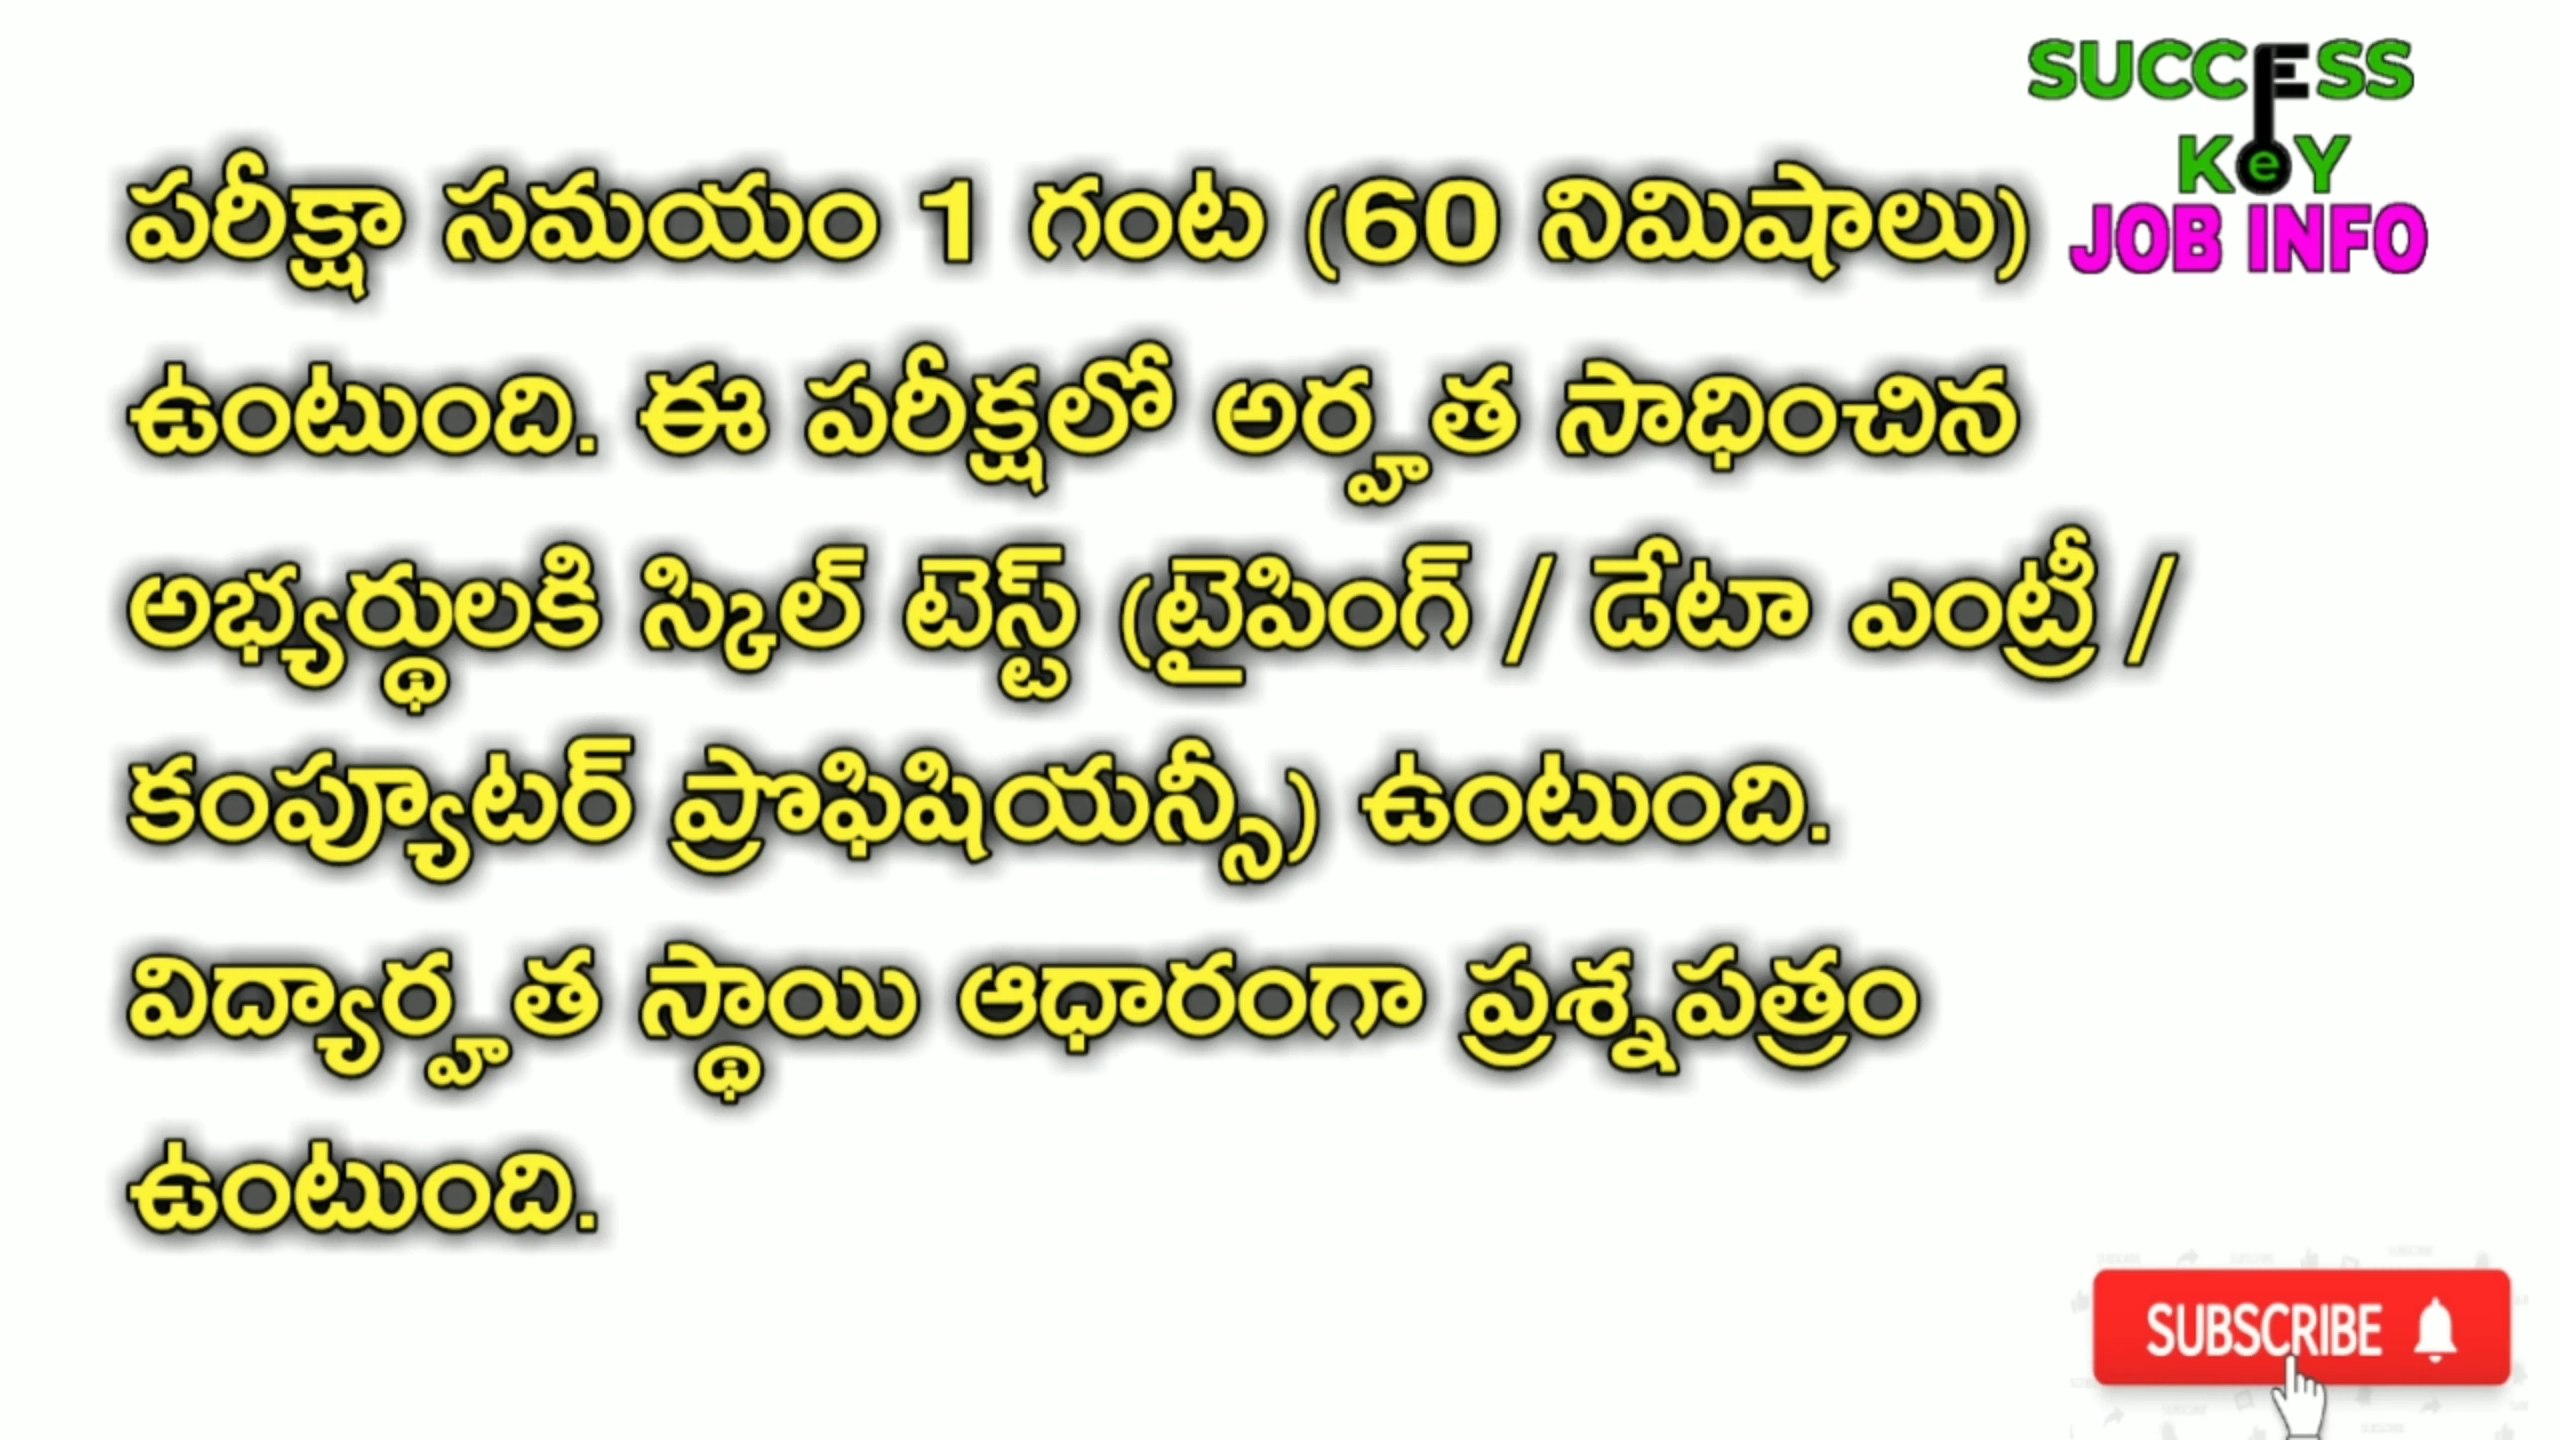 SUCCESS
KeY
JOB INFO
పరీక్షా సమయం 1 గంట (60 నిమిషాలు)
ఉంటుంది. ఈ పరీక్షలో అర్హత సాధించిన
అభ్యర్థులకి స్కిల్ టెస్ట్ (టైపింగ్ / డేటా ఎంట్రీ /
కంప్యూటర్ ప్రొఫిషియన్సీ) ఉంటుంది.
విద్యార్హత స్థాయి ఆధారంగా ప్రశ్నపత్రం
ఉంటుంది.
SUBSCRIBE